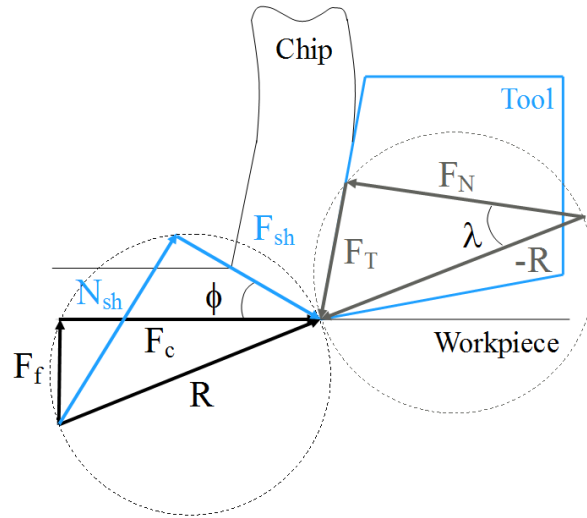 Chip
Tool
F_N
F_sh
λ
F_T
-R
N_sh
ϕ
F_c
Workpiece
F_f
R